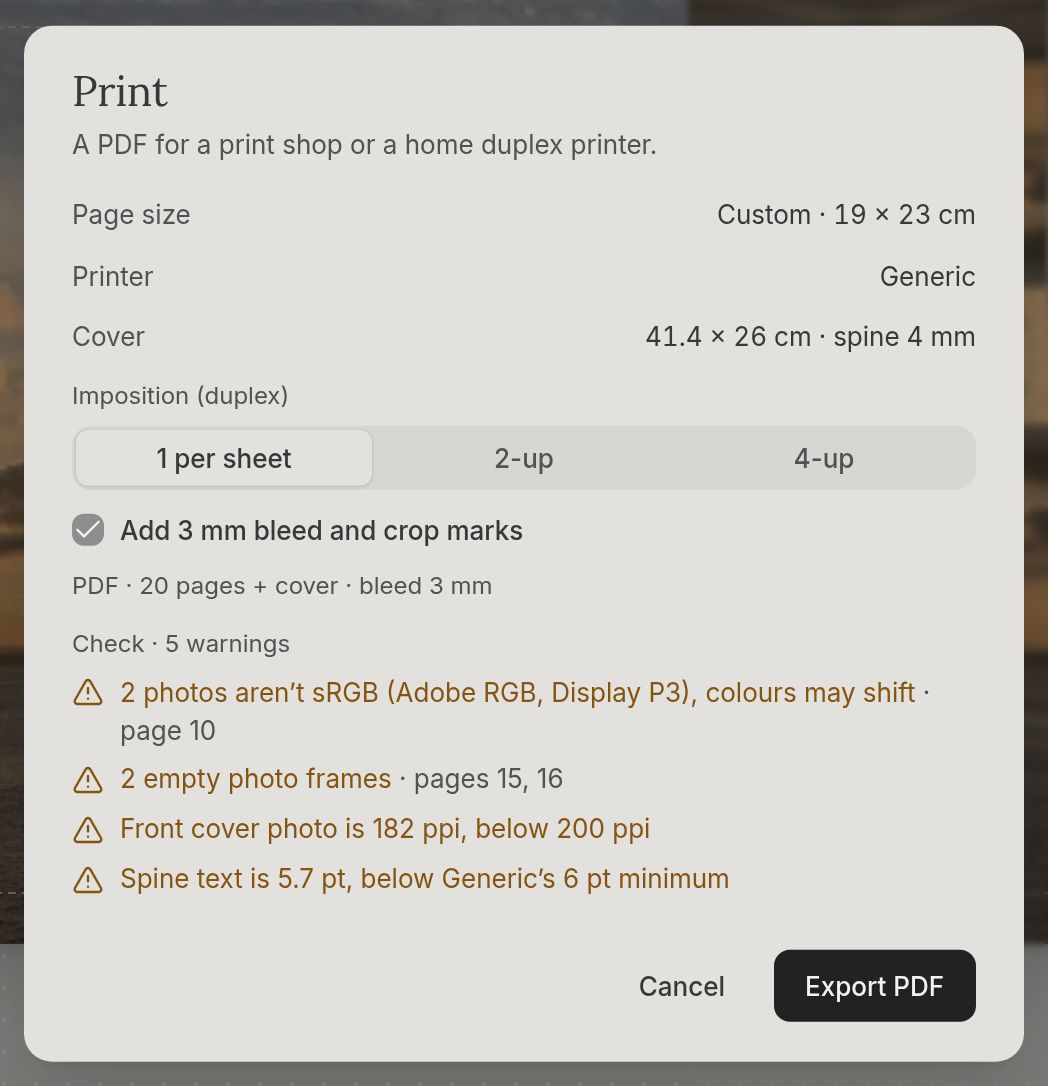 Print
A PDF for a print shop or a home duplex printer.
Page size
Custom · 19 × 23 cm
Printer
Generic
Cover
41.4 × 26 cm · spine 4 mm
Imposition (duplex)
1 per sheet
2-up
4-up
Add 3 mm bleed and crop marks
PDF · 20 pages + cover · bleed 3 mm
Check · 5 warnings
2 photos aren’t sRGB (Adobe RGB, Display P3), colours may shift ·
page 10
2 empty photo frames · pages 15, 16
Front cover photo is 182 ppi, below 200 ppi
Spine text is 5.7 pt, below Generic’s 6 pt minimum
Cancel
Export PDF